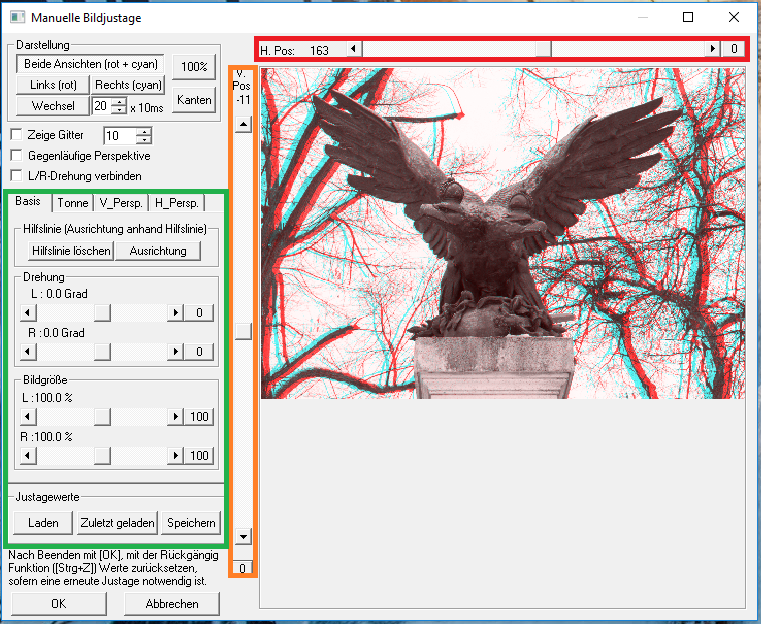 Manuelle Bildjustage
Darstellung
Beide Ansichten (rot + cyan)
100%
Links (rot)
Rechts (cyan)
Wechsel
20
x 10ms
Kanten
Zeige Gitter
10
Gegenläufige Perspektive
L/R-Drehung verbinden
Basis
Tonne
V_Persp.
H_Persp.
Hilfslinie (Ausrichtung anhand Hilfslinie)
Hilfslinie löschen
Ausrichtung
Drehung
L : 0.0 Grad
0
R : 0.0 Grad
0
Bildgröße
L :100.0 %
100
R :100.0 %
100
Justagewerte
Laden
Zuletzt geladen
Speichern
Nach Beenden mit [OK], mit der Rückgängig
Funktion ([Strg+Z]) Werte zurücksetzen,
sofern eine erneute Justage notwendig ist.
OK
Abbrechen
V.
Pos
-11
0
H. Pos:
163
0